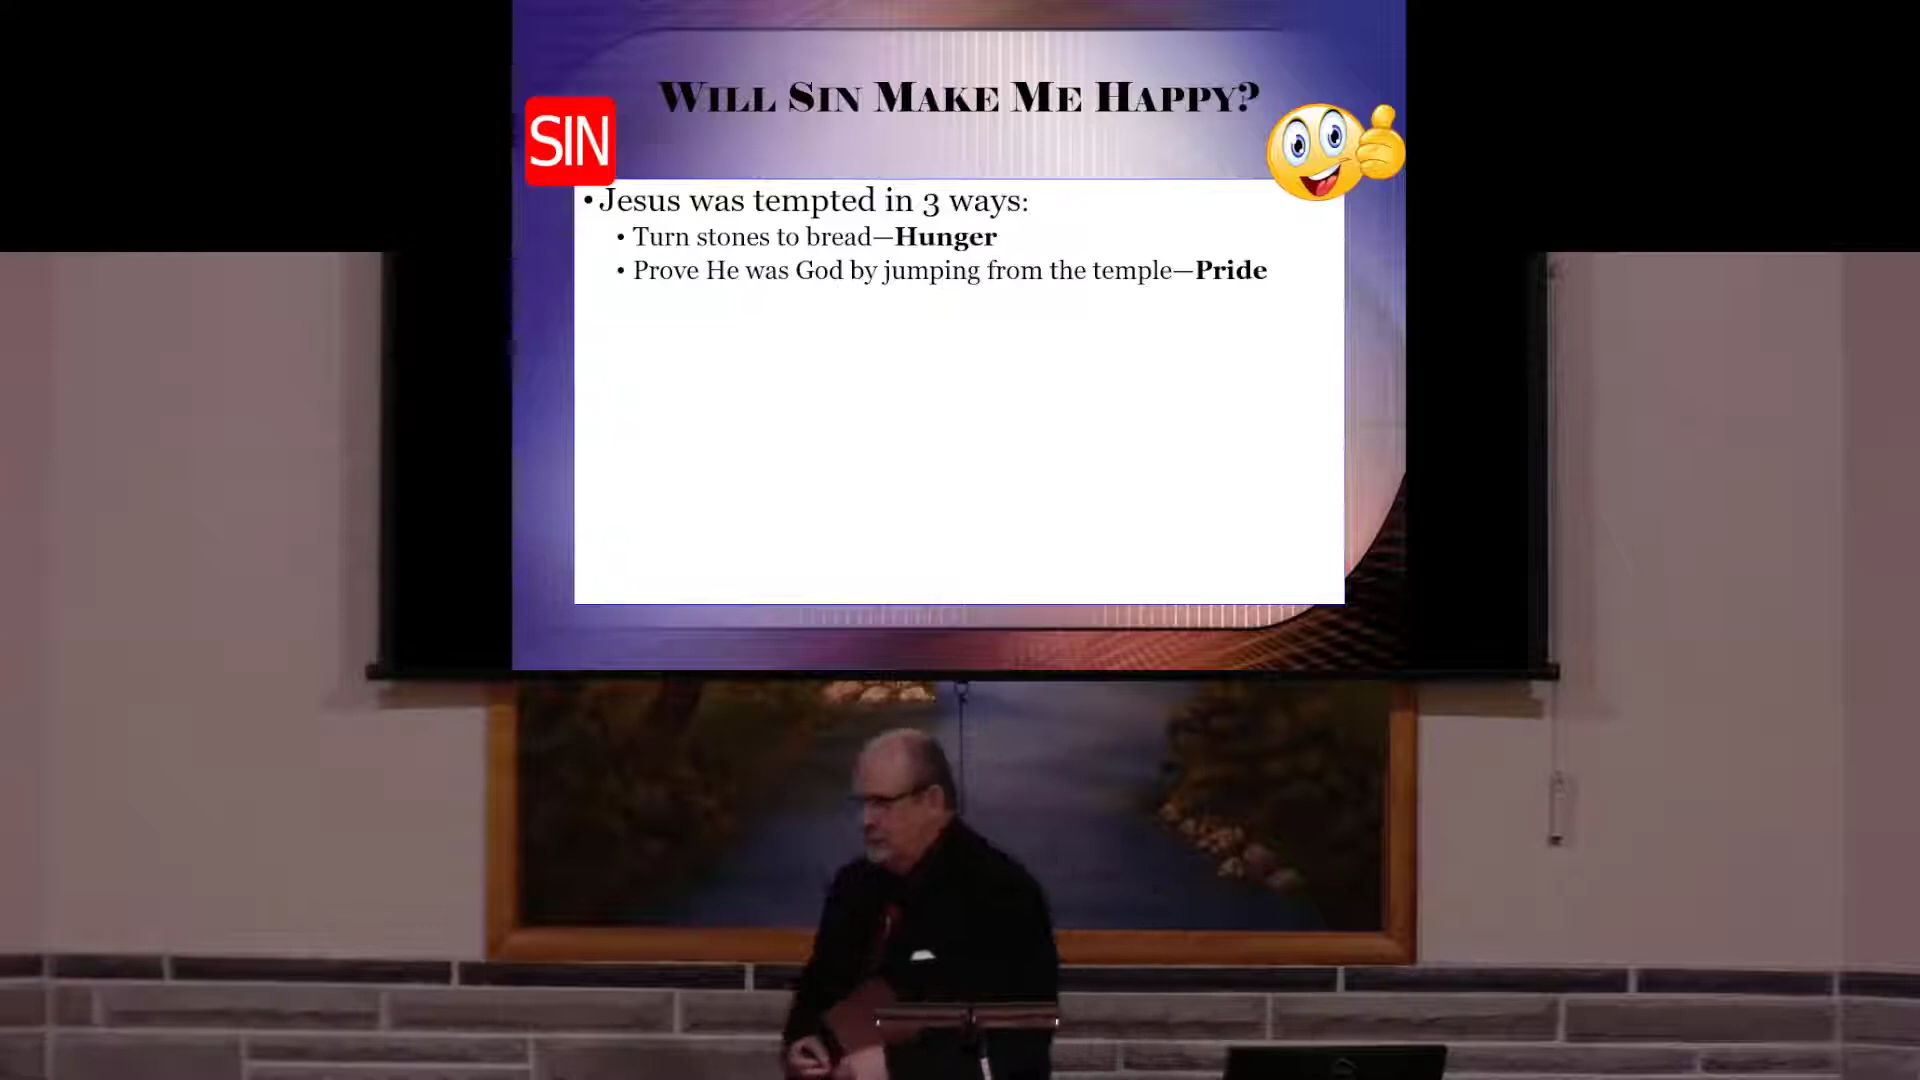 WILL SIN MAKE ME HAPPY?
SIN
• Jesus was tempted in 3 ways:
• Turn stones to bread—Hunger
• Prove He was God by jumping from the temple—Pride